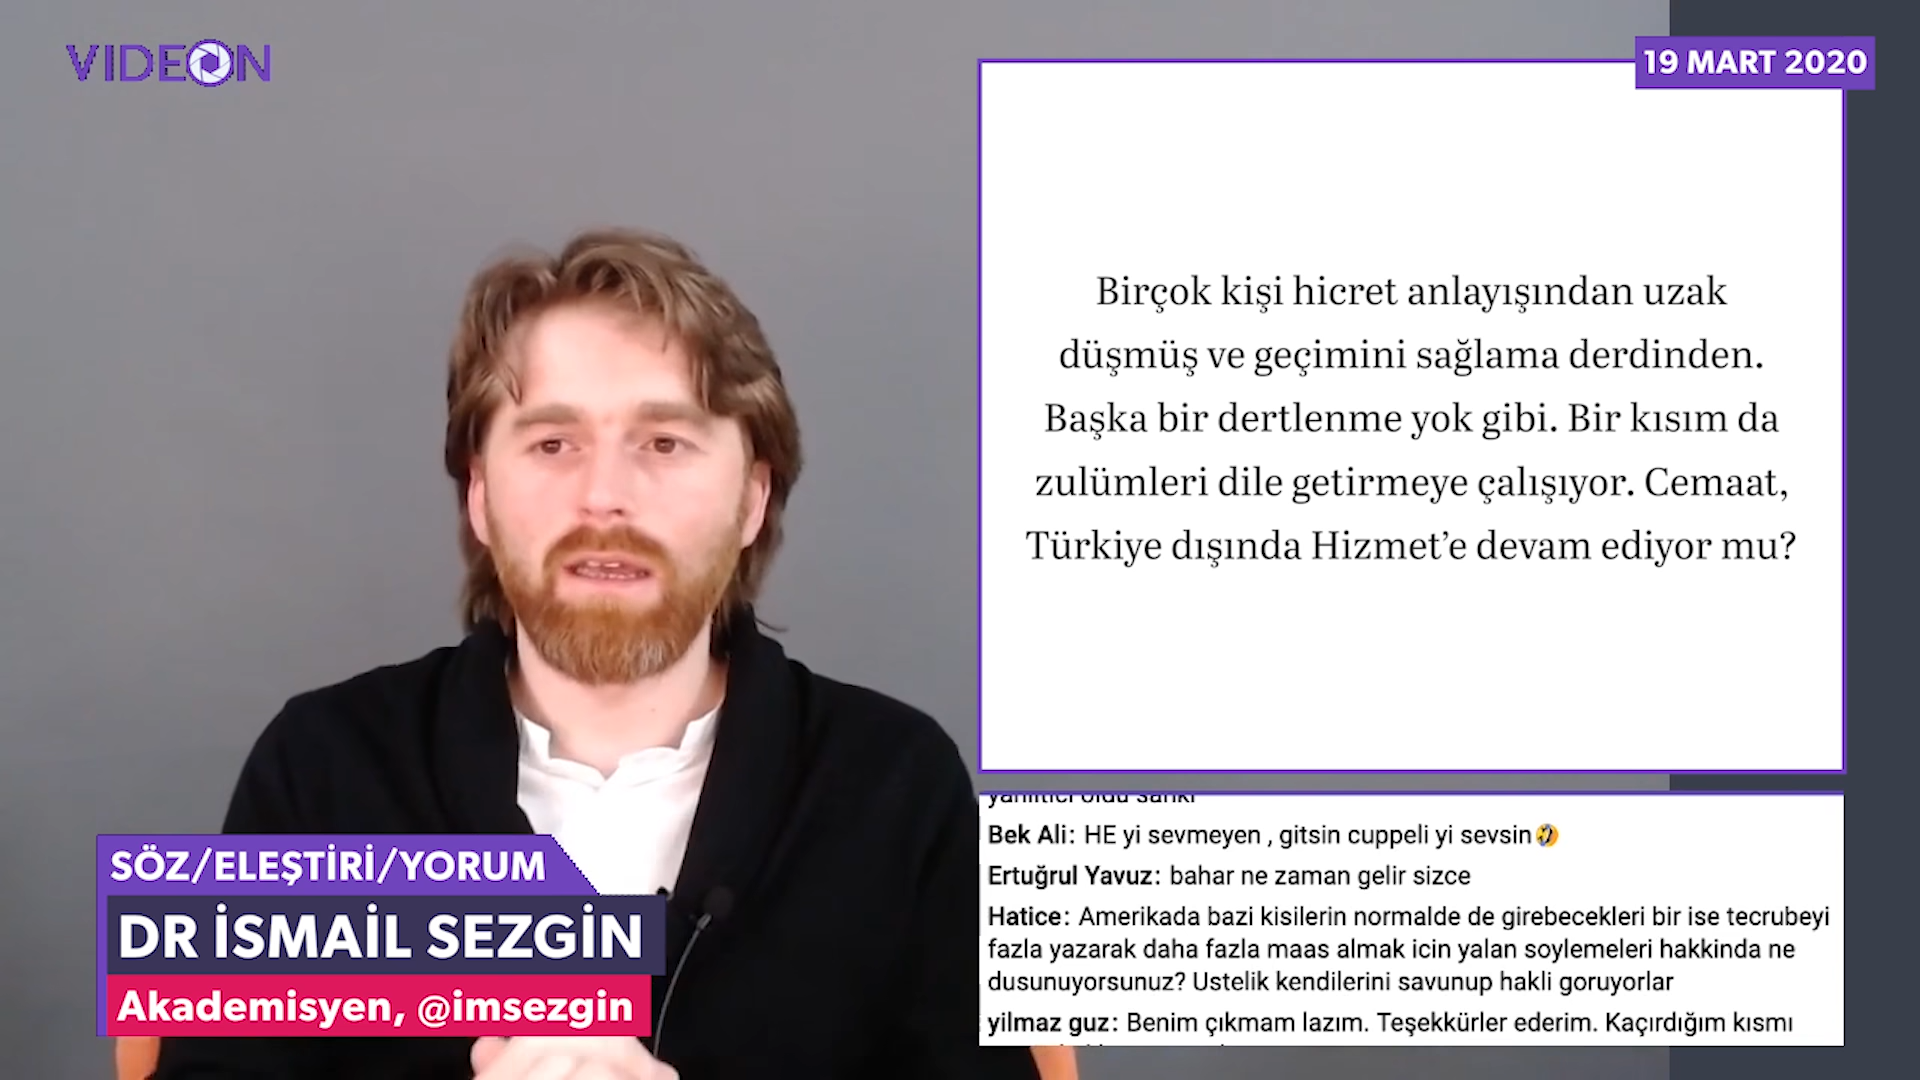 VIDEON
19 MART 2020
Birçok kişi hicret anlayışından uzak
düşmüş ve geçimini sağlama derdinden.
Başka bir dertlenme yok gibi. Bir kısım da
zulümleri dile getirmeye çalışıyor. Cemaat,
Türkiye dışında Hizmet’e devam ediyor mu?
SÖZ/ELEŞTİRİ/YORUM
DR İSMAİL SEZGİN
Akademisyen, @imsezgin
Bek Ali: HE yi sevmeyen , gitsin cuppeli yi sevsin🤣
Ertuğrul Yavuz: bahar ne zaman gelir sizce
Hatice: Amerikada bazi kisilerin normalde de girebecekleri bir ise tecrubeyi
fazla yazarak daha fazla maas almak icin yalan soylemeleri hakkinda ne
dusunuyorsunuz? Ustelik kendilerini savunup hakli goruyorlar
yilmaz guz: Benim çıkmam lazım. Teşekkürler ederim. Kaçırdığım kısmı